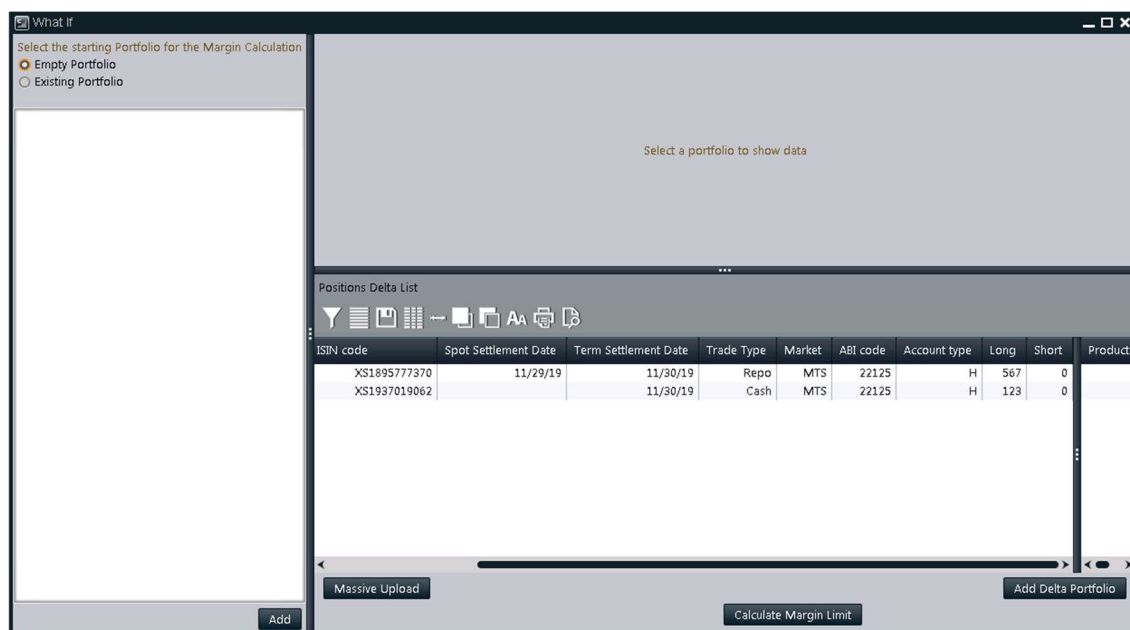 What If
Select the starting Portfolio for the Margin Calculation
Empty Portfolio
Existing Portfolio
Select a portfolio to show data
Positions Delta List
ISIN code Spot Settlement Date Term Settlement Date Trade Type Market ABI code Account type Long Short Product
XS1895777370 11/29/19 11/30/19 Repo MTS 22125 H 567 0
XS1937019062 11/30/19 Cash MTS 22125 H 123 0
Massive Upload
Add Delta Portfolio
Calculate Margin Limit
Add